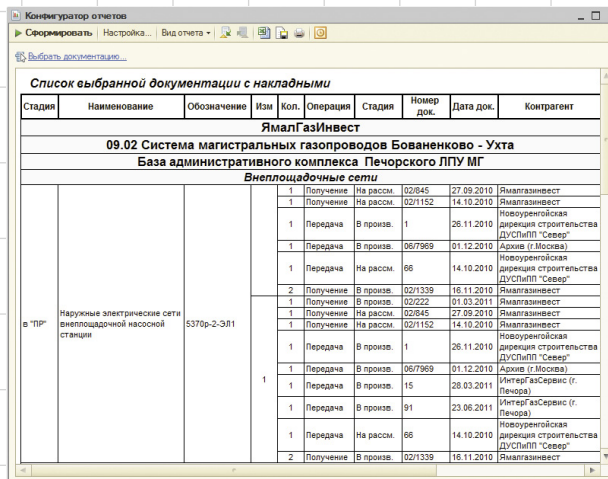 Конфигуратор отчетов
Сформировать Настройка... Вид отчета
Выбрать документацию...
Список выбранной документации с накладными
Стадия Наименование Обозначение Изм Кол. Операция Стадия Номер док. Дата док. Контрагент
ЯмалГазИнвест
09.02 Система магистральных газопроводов Бованенково - Ухта
База административного комплекса Печорского ЛПУ МГ
Внеплощадочные сети
1 Получение На рассм. 02/845 27.09.2010 Ямалгазинвест
1 Получение На рассм. 02/1152 14.10.2010 Ямалгазинвест
1 Передача В произв. 1 26.11.2010 Новоуренгойская дирекция строительства ДУСПиПП "Север"
1 Передача В произв. 06/7969 01.12.2010 Архив (г.Москва)
1 Передача На рассм. 66 14.10.2010 Новоуренгойская дирекция строительства ДУСПиПП "Север"
2 Получение В произв. 02/1339 16.11.2010 Ямалгазинвест
в "ПР" Наружные электрические сети внеплощадочной насосной станции 5370р-2-ЭЛ1
1
1 Получение В произв. 02/222 01.03.2011 Ямалгазинвест
1 Получение На рассм. 02/845 27.09.2010 Ямалгазинвест
1 Получение На рассм. 02/1152 14.10.2010 Ямалгазинвест
1 Передача В произв. 1 26.11.2010 Новоуренгойская дирекция строительства ДУСПиПП "Север"
1 Передача В произв. 06/7969 01.12.2010 Архив (г.Москва)
1 Передача В произв. 15 28.03.2011 ИнтерГазСервис (г. Печора)
1 Передача В произв. 91 23.06.2011 ИнтерГазСервис (г. Печора)
1 Передача На рассм. 66 14.10.2010 Новоуренгойская дирекция строительства ДУСПиПП "Север"
2 Получение В произв. 02/1339 16.11.2010 Ямалгазинвест